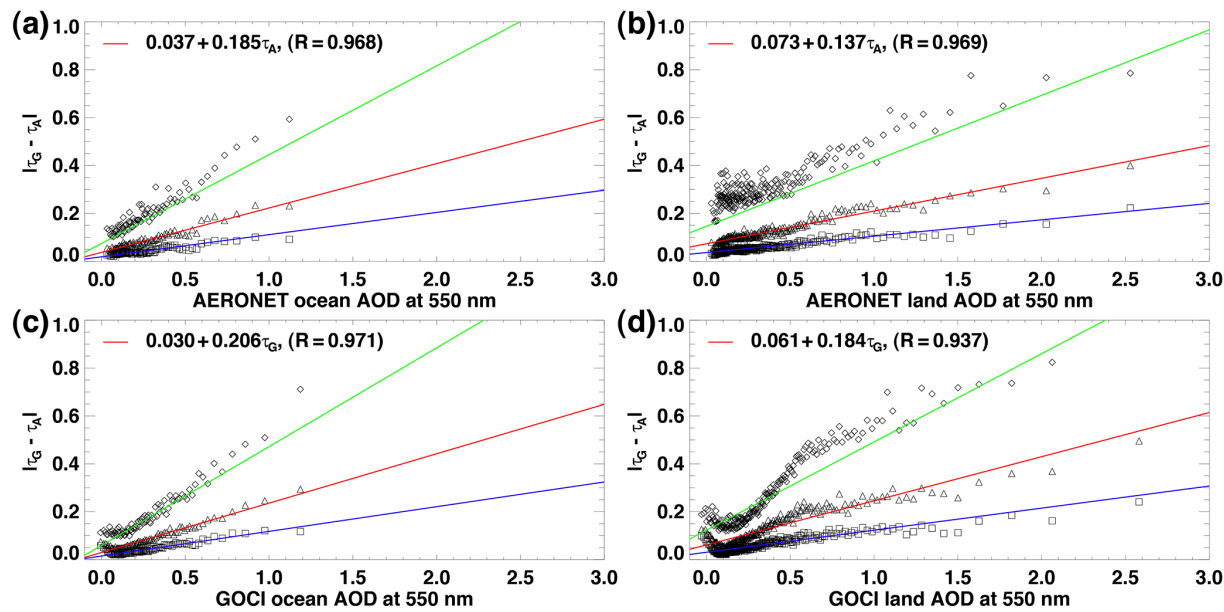 (a)
1.0
0.8
0.6
0.4
0.2
0.0
|τG - τA|
0.037 + 0.185τA, (R = 0.968)
0.0 0.5 1.0 1.5 2.0 2.5 3.0
AERONET ocean AOD at 550 nm
(b)
1.0
0.8
0.6
0.4
0.2
0.0
|τG - τA|
0.073 + 0.137τA, (R = 0.969)
0.0 0.5 1.0 1.5 2.0 2.5 3.0
AERONET land AOD at 550 nm
(c)
1.0
0.8
0.6
0.4
0.2
0.0
|τG - τA|
0.030 + 0.206τG, (R = 0.971)
0.0 0.5 1.0 1.5 2.0 2.5 3.0
GOCI ocean AOD at 550 nm
(d)
1.0
0.8
0.6
0.4
0.2
0.0
|τG - τA|
0.061 + 0.184τG, (R = 0.937)
0.0 0.5 1.0 1.5 2.0 2.5 3.0
GOCI land AOD at 550 nm